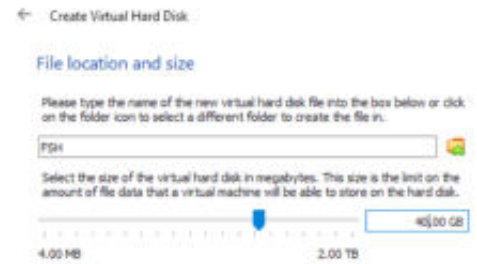 Create Virtual Hard Disk
File location and size
Please type the name of the new virtual hard disk file into the box below or click
on the folder icon to select a different folder to create the file in.
PSH
Select the size of the virtual hard disk in megabytes. This size is the limit on the
amount of file data that a virtual machine will be able to store on the hard disk.
40,00 GB
4.00 MB
2.00 TB